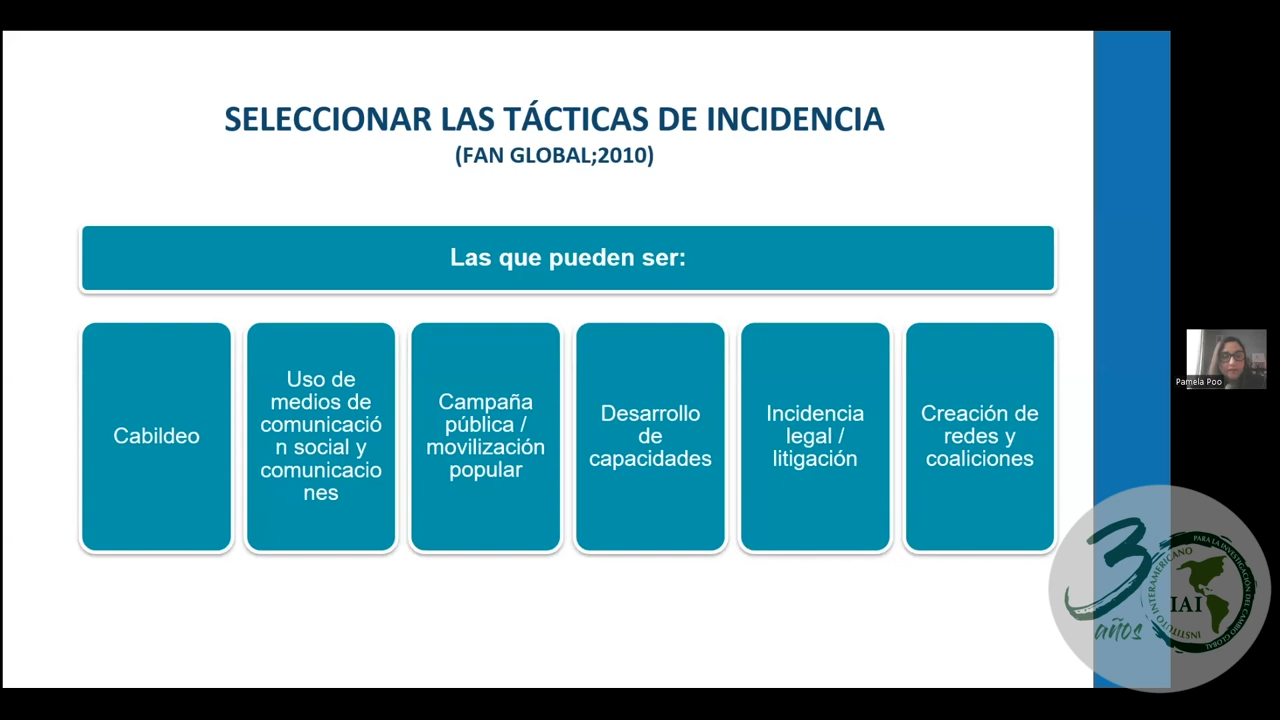 SELECCIONAR LAS TÁCTICAS DE INCIDENCIA
(FAN GLOBAL;2010)
Las que pueden ser:
Cabildeo
Uso de
medios de
comunicació
n social y
comunicacio
nes
Campaña
pública /
movilización
popular
Desarrollo
de
capacidades
Incidencia
legal /
litigación
Creación de
redes y
coaliciones
Pamela Poo
30
años
IAI
INSTITUTO INTERAMERICANO
PARA LA INVESTIGACIÓN DEL CAMBIO GLOBAL